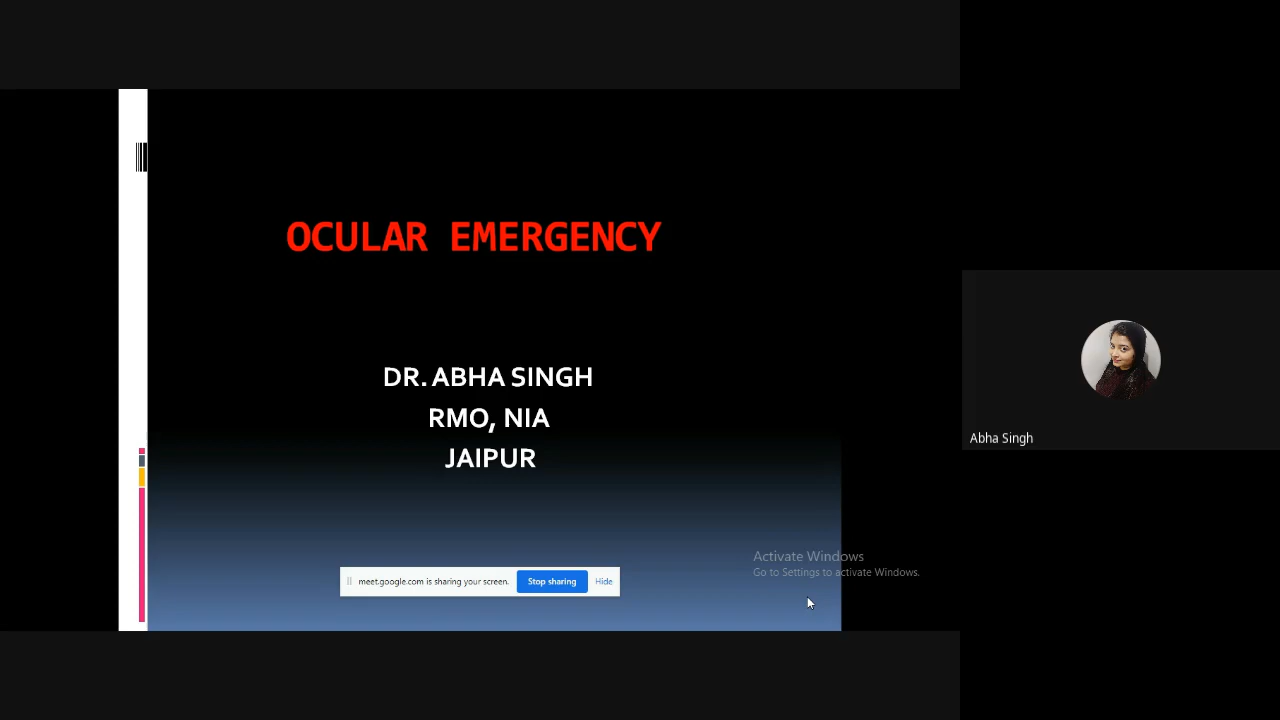 OCULAR EMERGENCY
DR. ABHA SINGH
RMO, NIA
JAIPUR
Abha Singh
Activate Windows
Go to Settings to activate Windows.
meet.google.com is sharing your screen.
Stop sharing
Hide